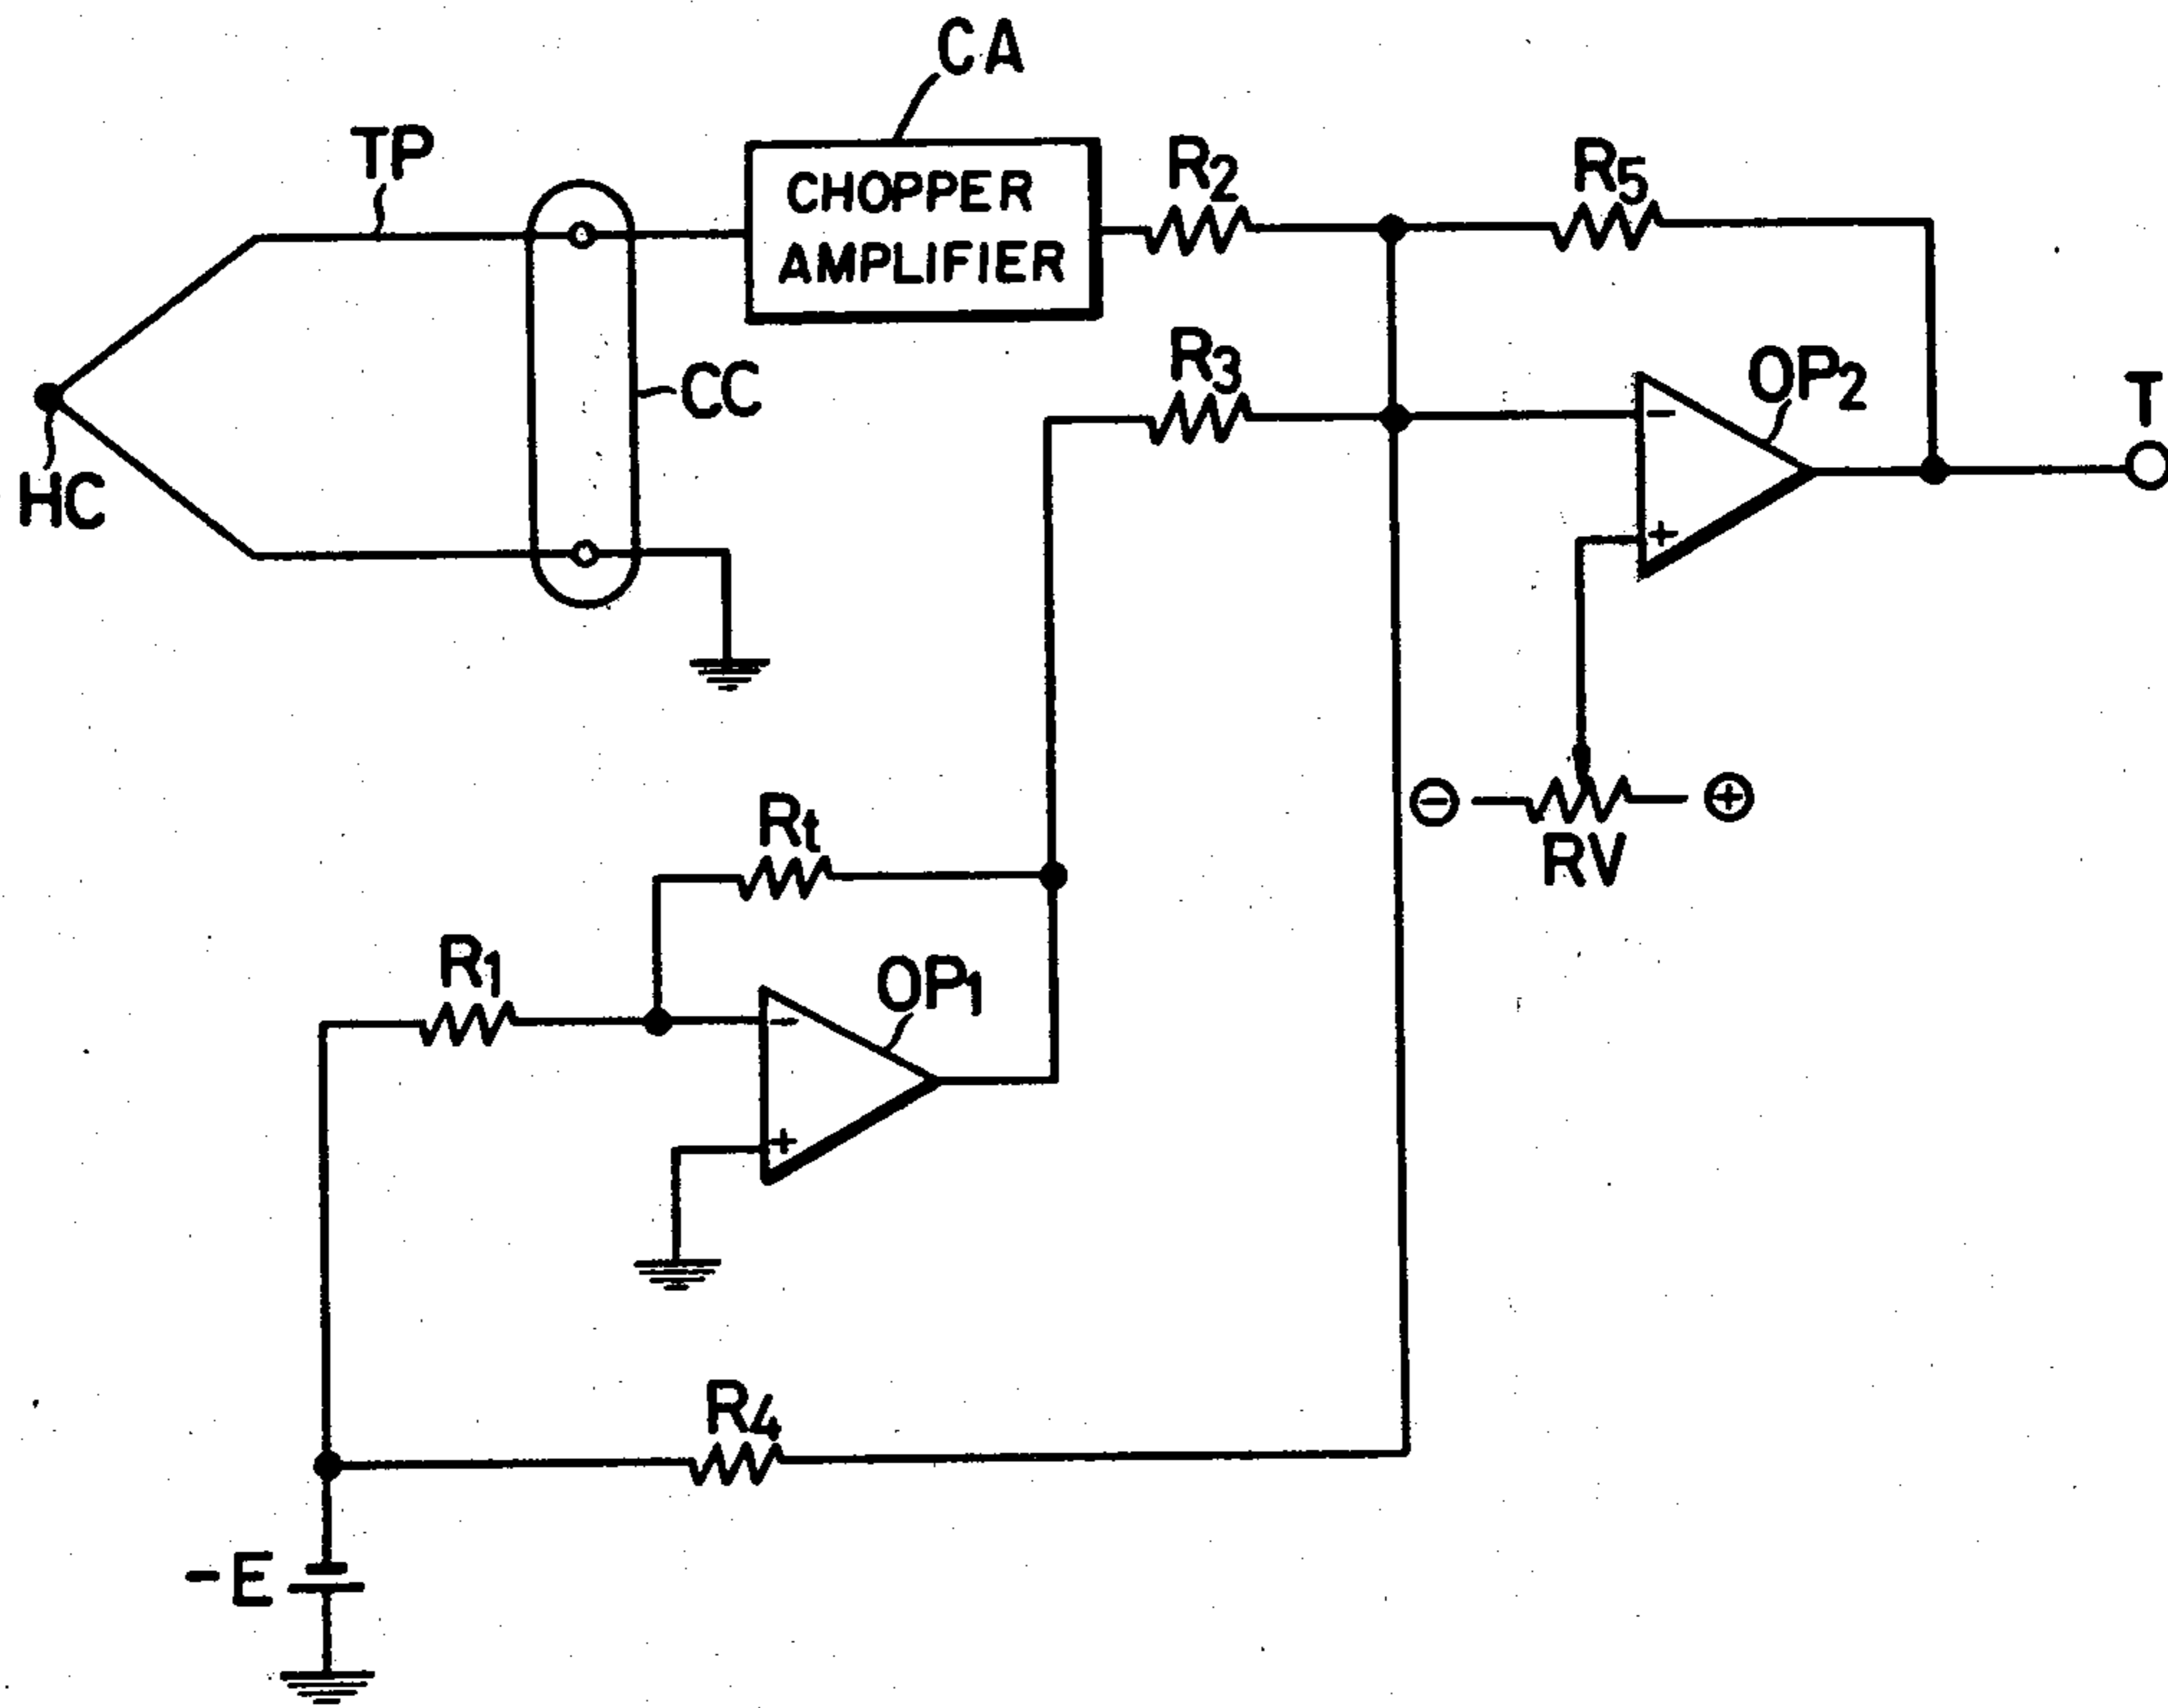 CA
TP
CHOPPER
AMPLIFIER
R2
R5
CC
R3
OP2
T
HC
-
+
Rt
⊖
⊕
RV
R1
OP1
-
+
R4
-E